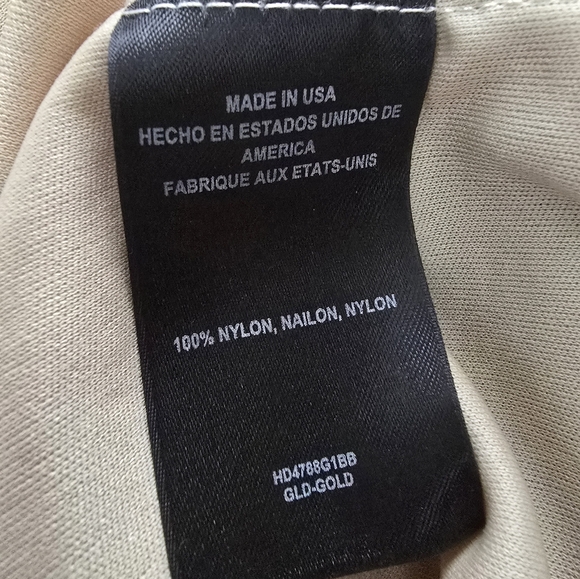 MADE IN USA
HECHO EN ESTADOS UNIDOS DE
AMERICA
FABRIQUE AUX ETATS-UNIS
100% NYLON, NAILON, NYLON
HD4788G1BB
GLD-GOLD